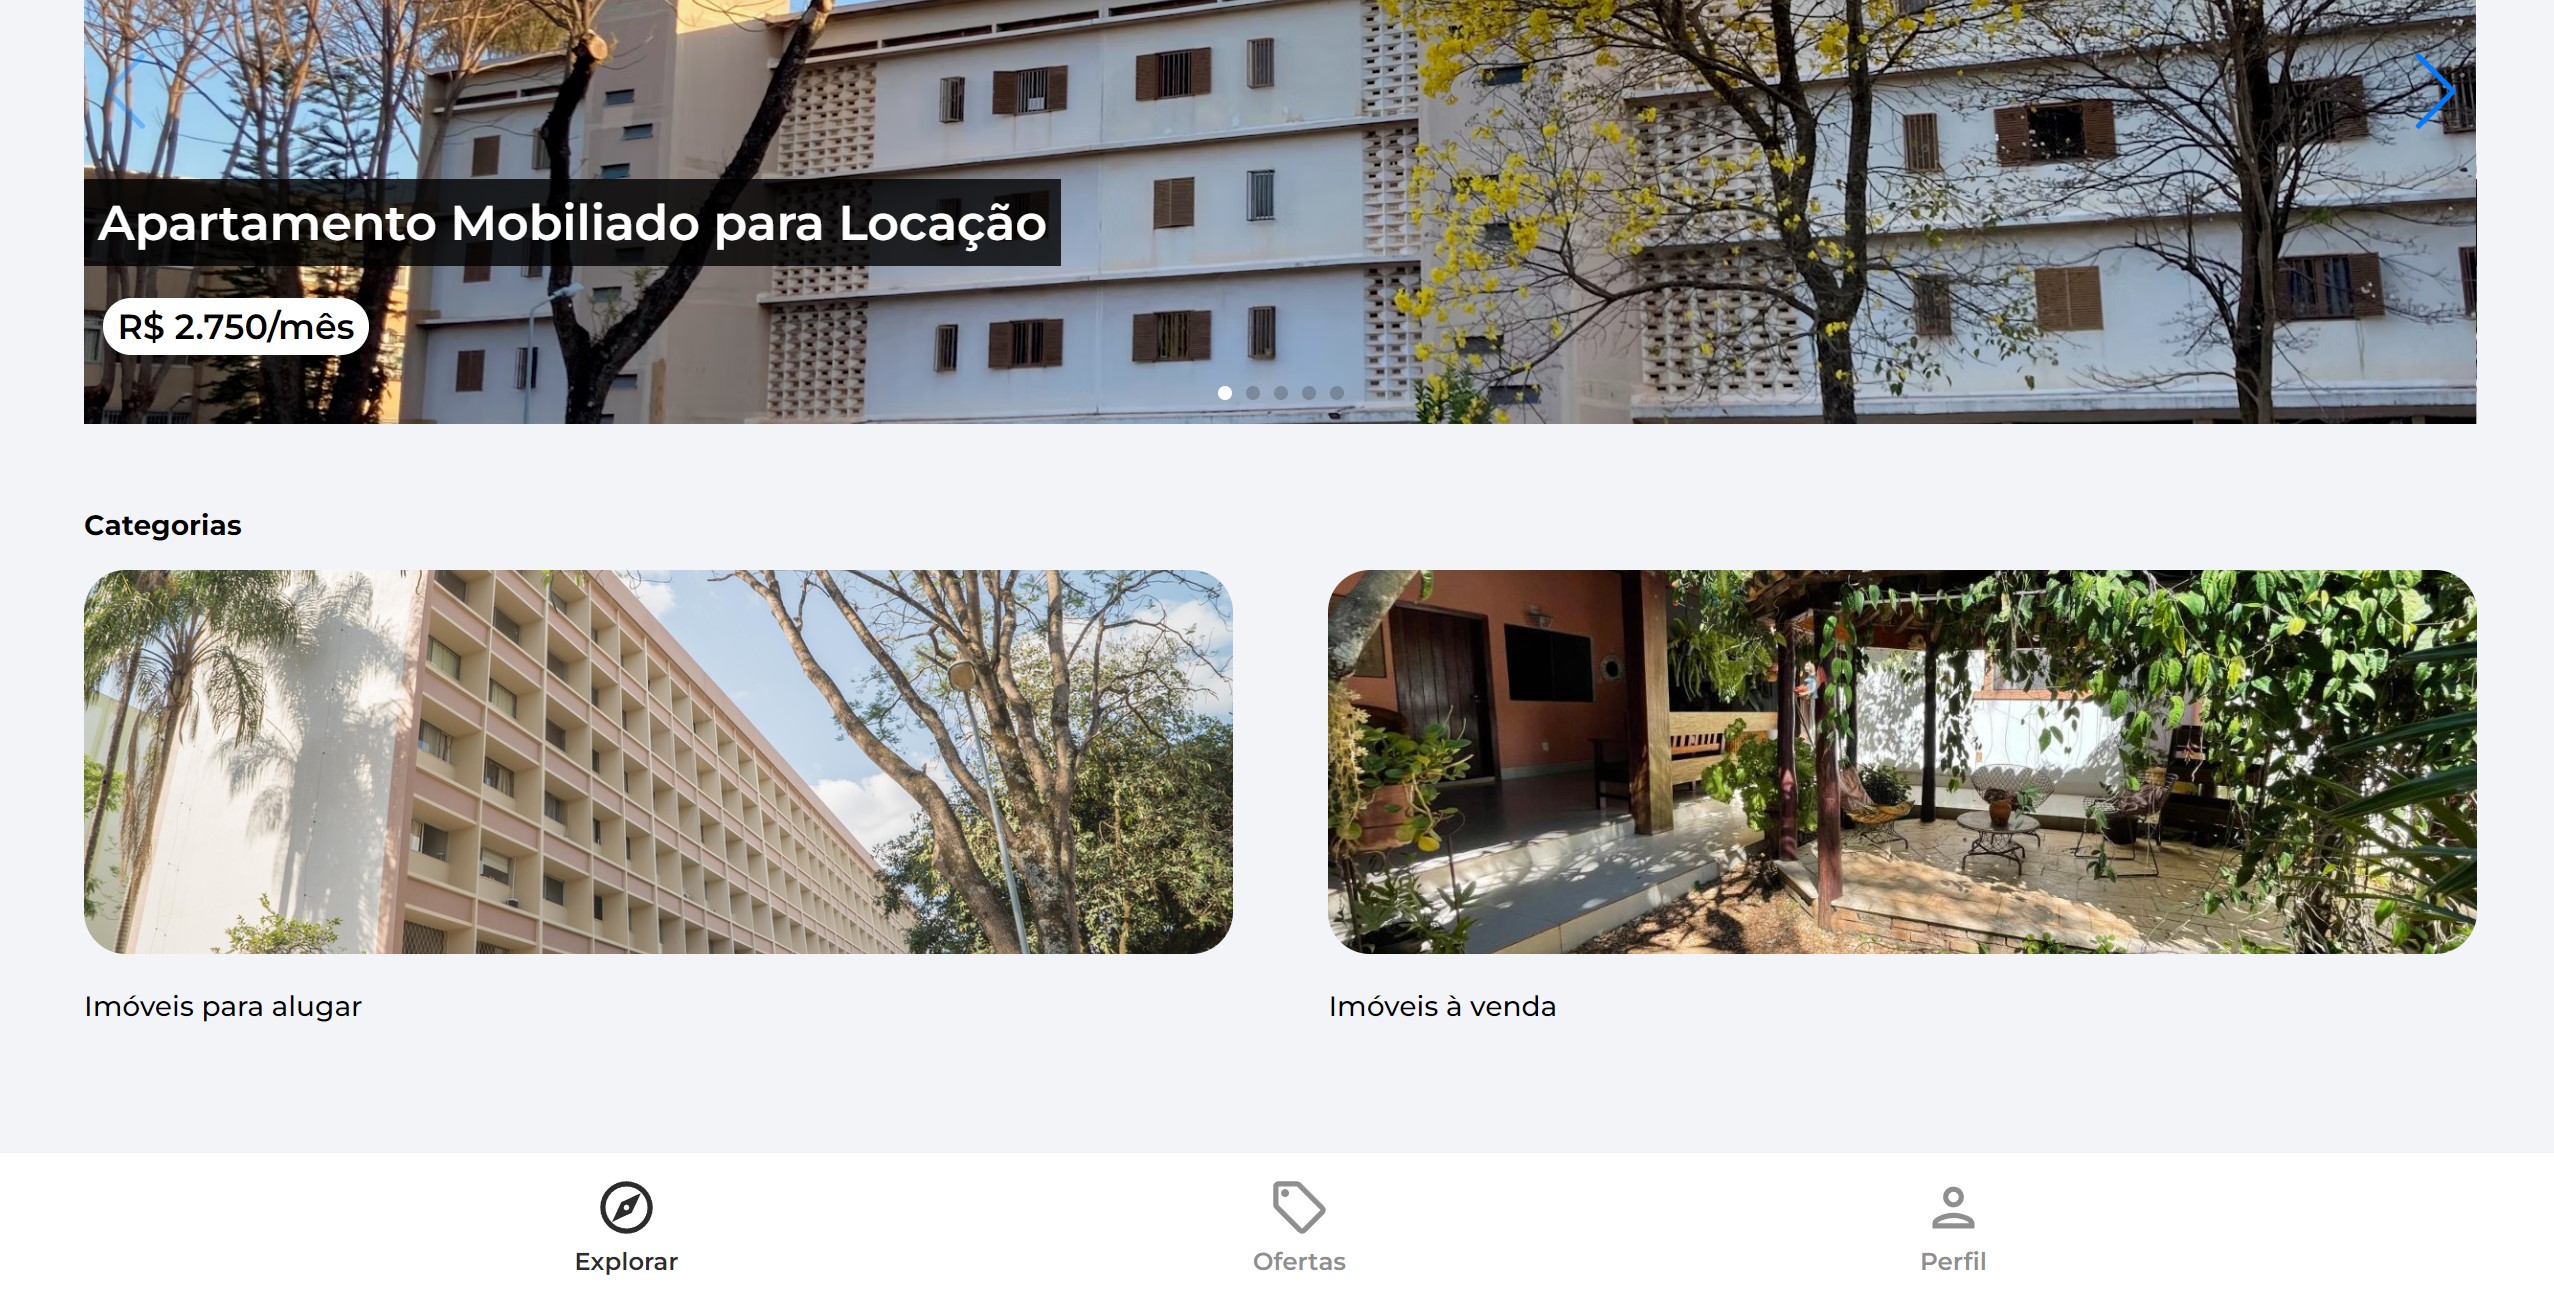 Apartamento Mobiliado para Locação
R$ 2.750/mês
Categorias
Imóveis para alugar
Imóveis à venda
Explorar
Ofertas
Perfil